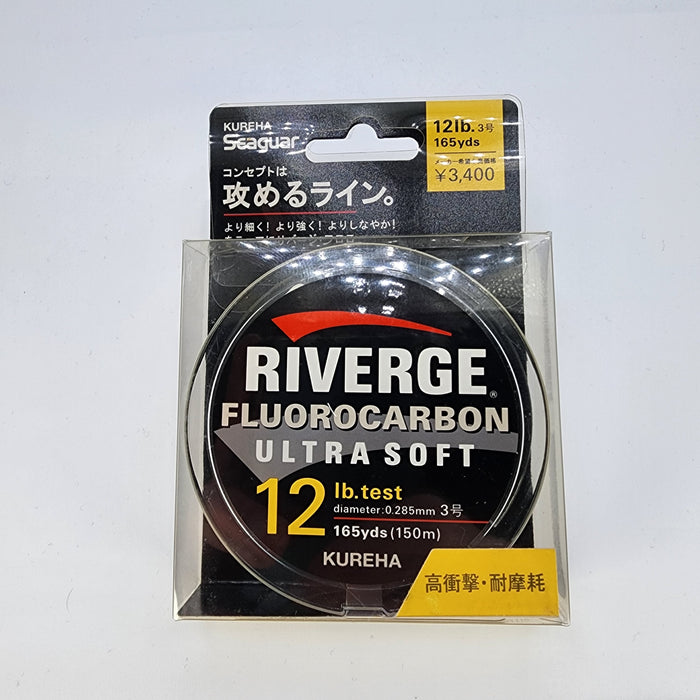 KUREHA
Seaguar
12lb. 3号
165yds
¥3,400
コンセプトは
攻めるライン。
より細く! より強く! よりしなやか!
RIVERGE®
FLUOROCARBON
ULTRA SOFT
12 lb.test
diameter:0.285mm 3号
165yds(150m)
KUREHA
高衝撃・耐摩耗